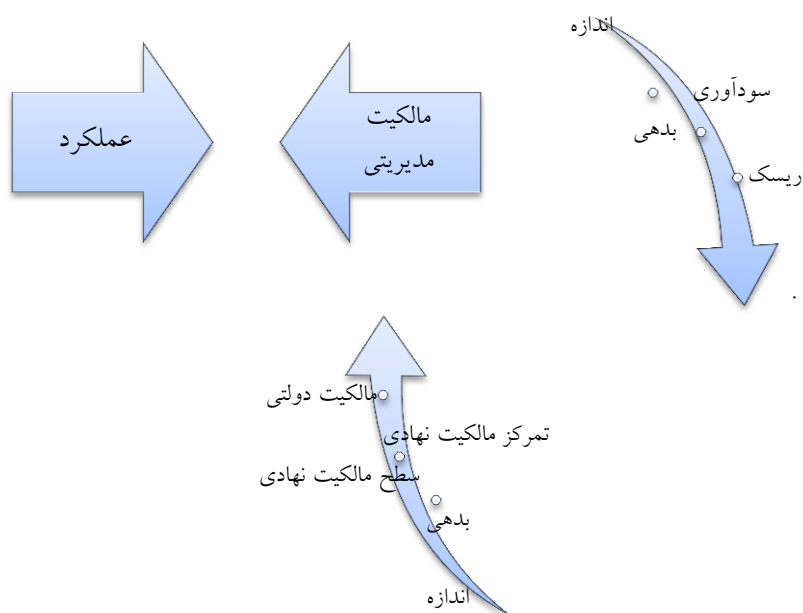 اندازه
سودآوری
بدهی
ریسک
.
مالکیت
مدیریتی
عملکرد
مالکیت دولتی
تمرکز مالکیت نهادی
سطح مالکیت نهادی
بدهی
اندازه